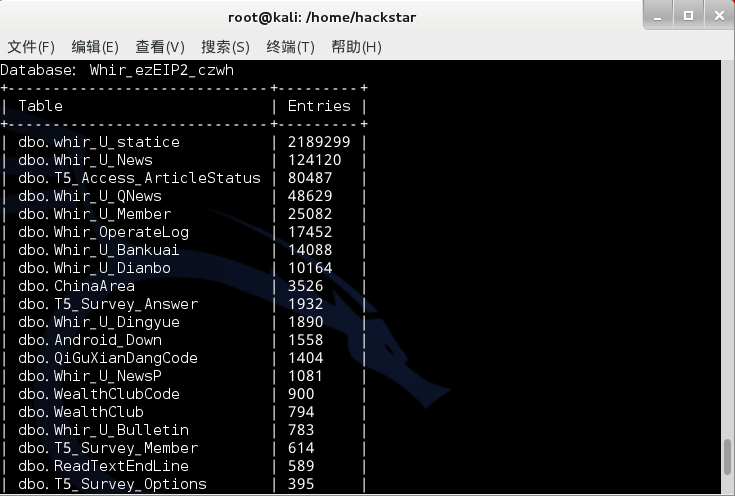 root@kali: /home/hackstar
文件(F) 编辑(E) 查看(V) 搜索(S) 终端(T) 帮助(H)
Database: Whir_ezEIP2_czwh
+----------------------------+---------+
| Table | Entries |
+----------------------------+---------+
| dbo.whir_U_statice | 2189299 |
| dbo.Whir_U_News | 124120 |
| dbo.T5_Access_ArticleStatus | 80487 |
| dbo.Whir_U_QNews | 48629 |
| dbo.Whir_U_Member | 25082 |
| dbo.Whir_OperateLog | 17452 |
| dbo.Whir_U_Bankuai | 14088 |
| dbo.Whir_U_Dianbo | 10164 |
| dbo.ChinaArea | 3526 |
| dbo.T5_Survey_Answer | 1932 |
| dbo.Whir_U_Dingyue | 1890 |
| dbo.Android_Down | 1558 |
| dbo.QiGuXianDangCode | 1404 |
| dbo.Whir_U_NewsP | 1081 |
| dbo.WealthClubCode | 900 |
| dbo.WealthClub | 794 |
| dbo.Whir_U_Bulletin | 783 |
| dbo.T5_Survey_Member | 614 |
| dbo.ReadTextEndLine | 589 |
| dbo.T5_Survey_Options | 395 |